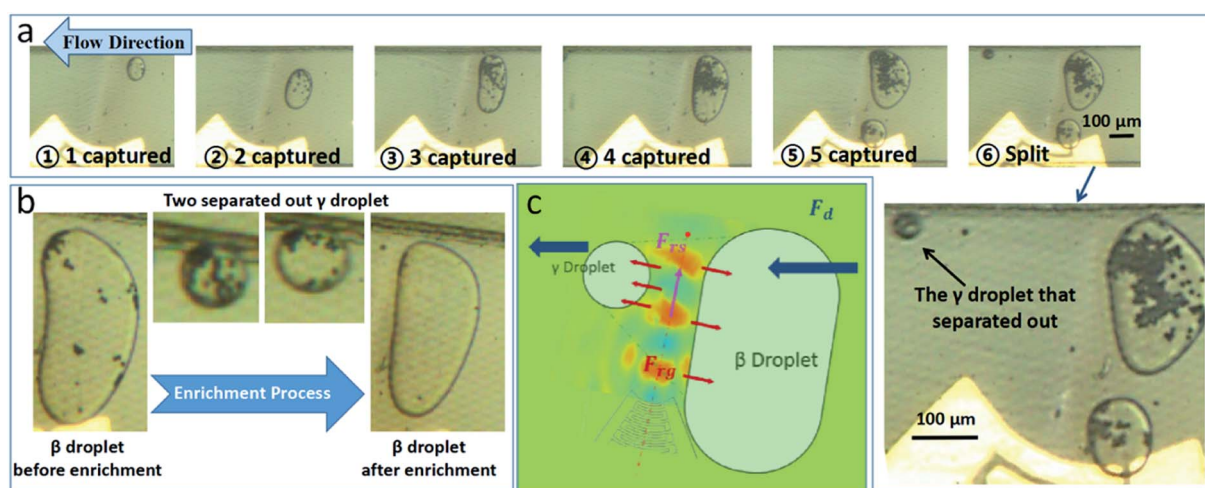 a
Flow Direction
① 1 captured
② 2 captured
③ 3 captured
④ 4 captured
⑤ 5 captured
100 μm
⑥ Split
b
Two separated out γ droplet
Enrichment Process
β droplet
before enrichment
β droplet
after enrichment
c
F_d
F_rs
γ Droplet
β Droplet
F_rg
The γ droplet that
separated out
100 μm